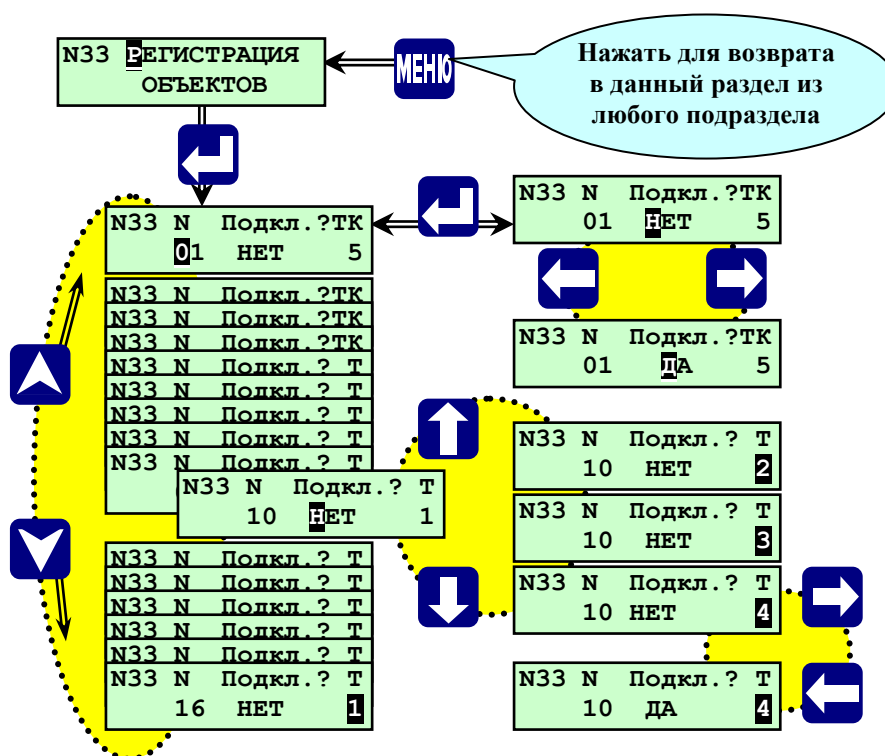 N33 РЕГИСТРАЦИЯ
ОБЪЕКТОВ
МЕНЮ
Нажать для возврата
в данный раздел из
любого подраздела
N33 N Подкл.?ТК
01 НЕТ 5
N33 N Подкл.?ТК
01 НЕТ 5
N33 N Подкл.?ТК
01 ДА 5
N33 N Подкл.?ТК
N33 N Подкл.?ТК
N33 N Подкл.?ТК
N33 N Подкл.? Т
N33 N Подкл.? Т
N33 N Подкл.? Т
N33 N Подкл.? Т
N33 N Подкл.? Т
N33 N Подкл.? Т
10 НЕТ 1
N33 N Подкл.? Т
10 НЕТ 2
N33 N Подкл.? Т
10 НЕТ 3
N33 N Подкл.? Т
10 НЕТ 4
N33 N Подкл.? Т
10 ДА 4
N33 N Подкл.? Т
N33 N Подкл.? Т
N33 N Подкл.? Т
N33 N Подкл.? Т
N33 N Подкл.? Т
N33 N Подкл.? Т
16 НЕТ 1